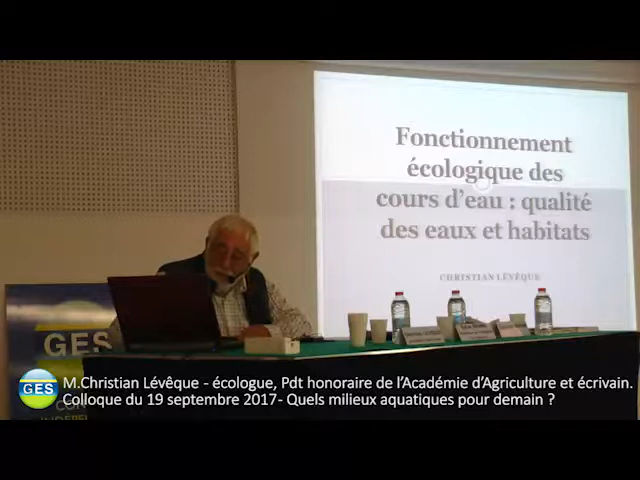 Fonctionnement
écologique des
cours d'eau : qualité
des eaux et habitats
CHRISTIAN LÉVÊQUE
GES
GES
M.Christian Lévêque - écologue, Pdt honoraire de l'Académie d'Agriculture et écrivain.
Colloque du 19 septembre 2017- Quels milieux aquatiques pour demain ?